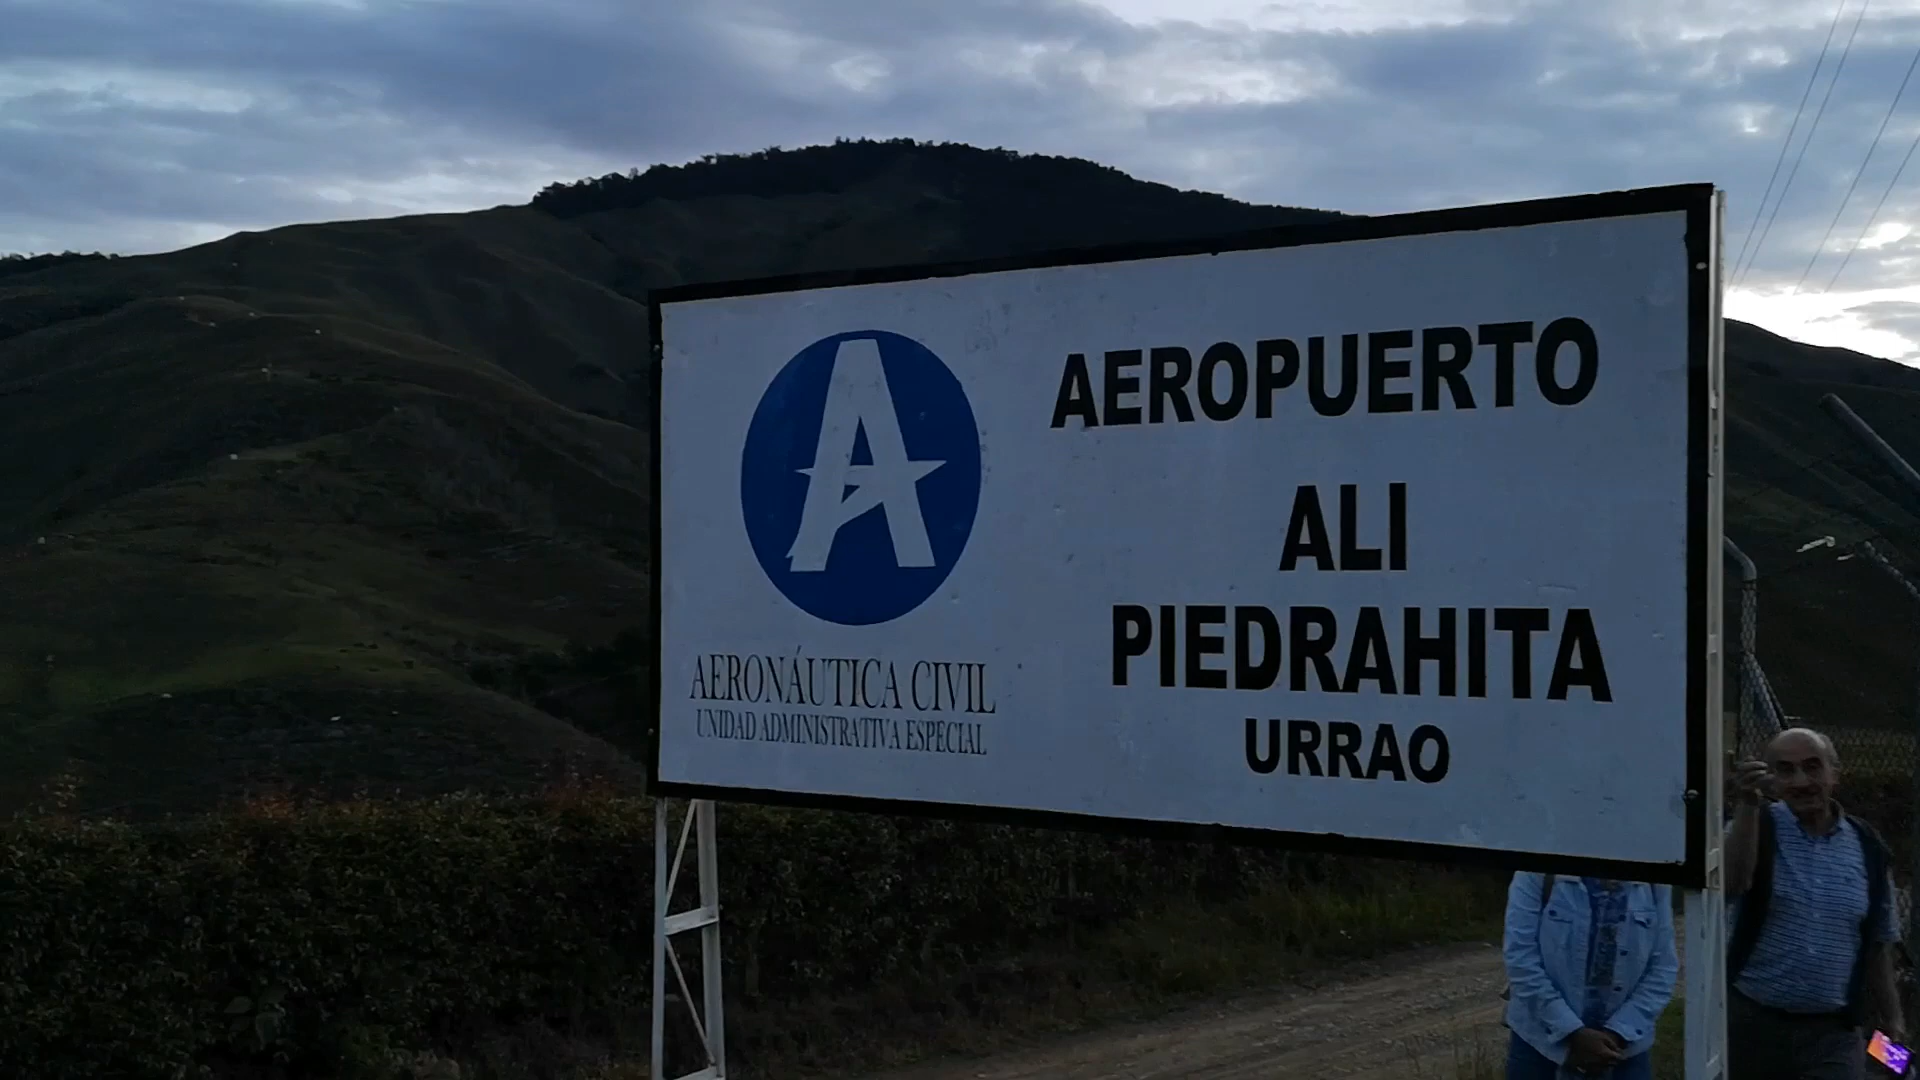 A
AERONÁUTICA CIVIL
UNIDAD ADMINISTRATIVA ESPECIAL
AEROPUERTO
ALI
PIEDRAHITA
URRAO